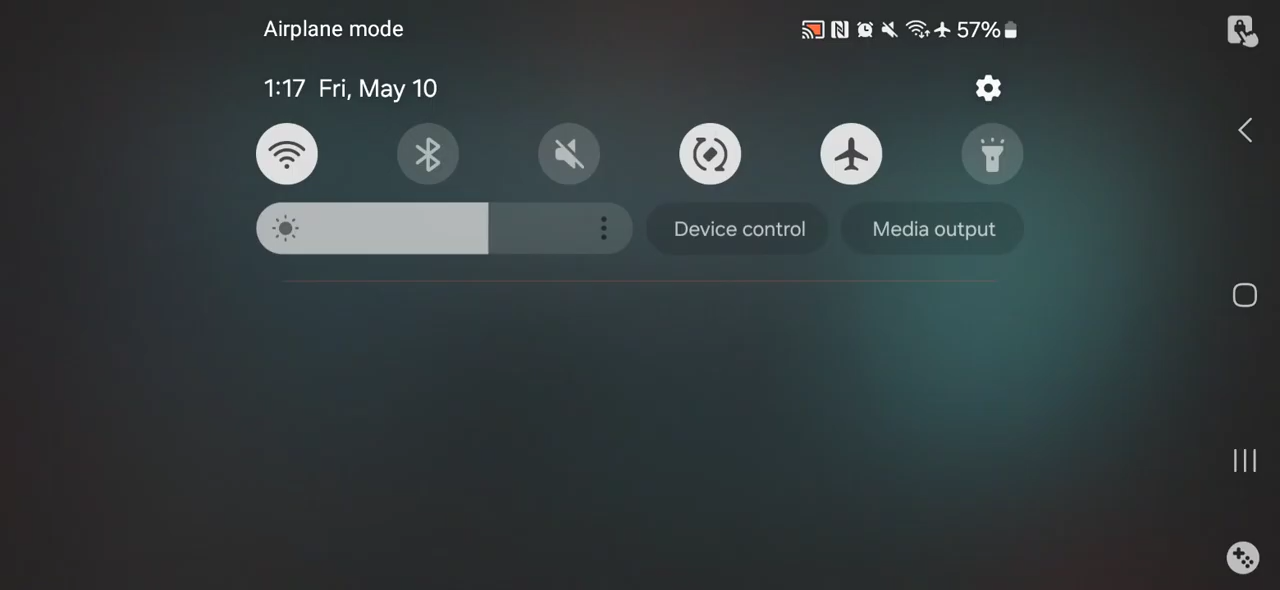 Airplane mode
57%
1:17 Fri, May 10
Device control
Media output